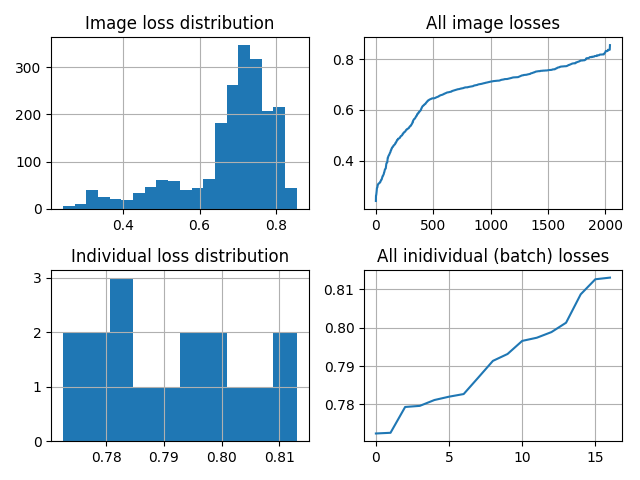 Image loss distribution
300
200
100
0
0.4 0.6 0.8
All image losses
0.8
0.6
0.4
0 500 1000 1500 2000
Individual loss distribution
3
2
1
0
0.78 0.79 0.80 0.81
All inidividual (batch) losses
0.81
0.80
0.79
0.78
0 5 10 15